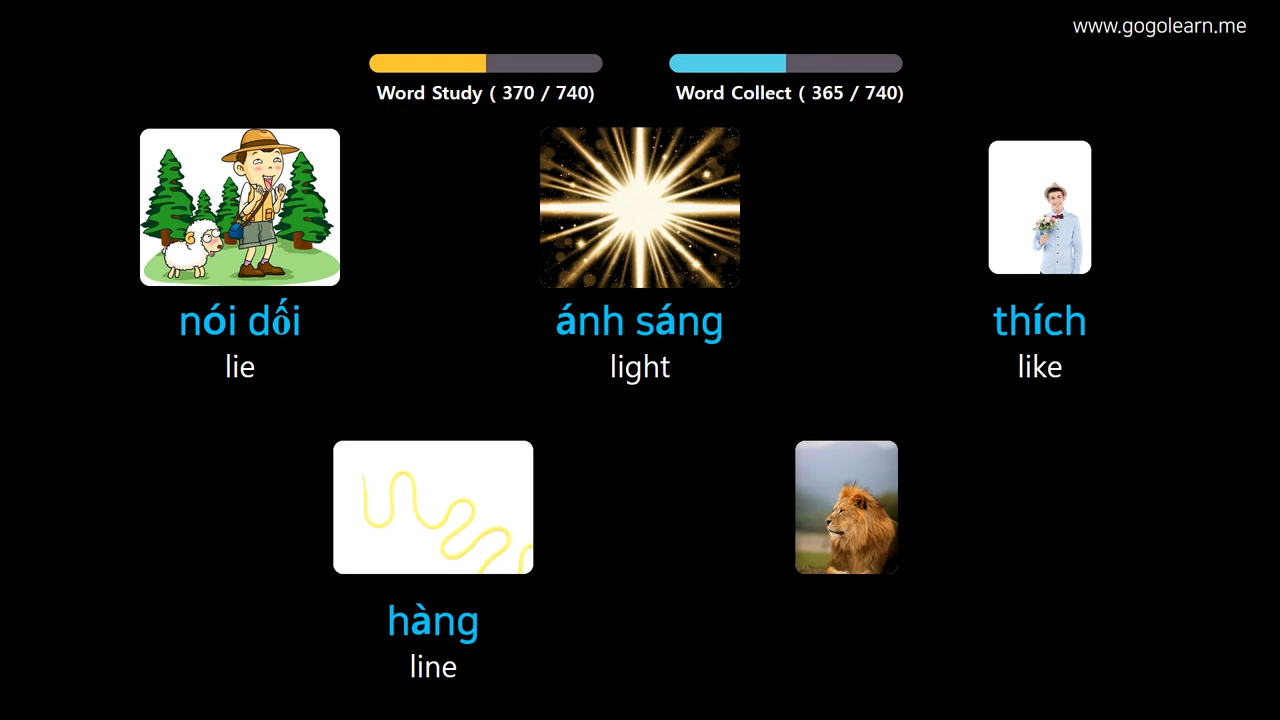 www.gogolearn.me
Word Study ( 370 / 740)
Word Collect ( 365 / 740)
nói dối
lie
ánh sáng
light
thích
like
hàng
line